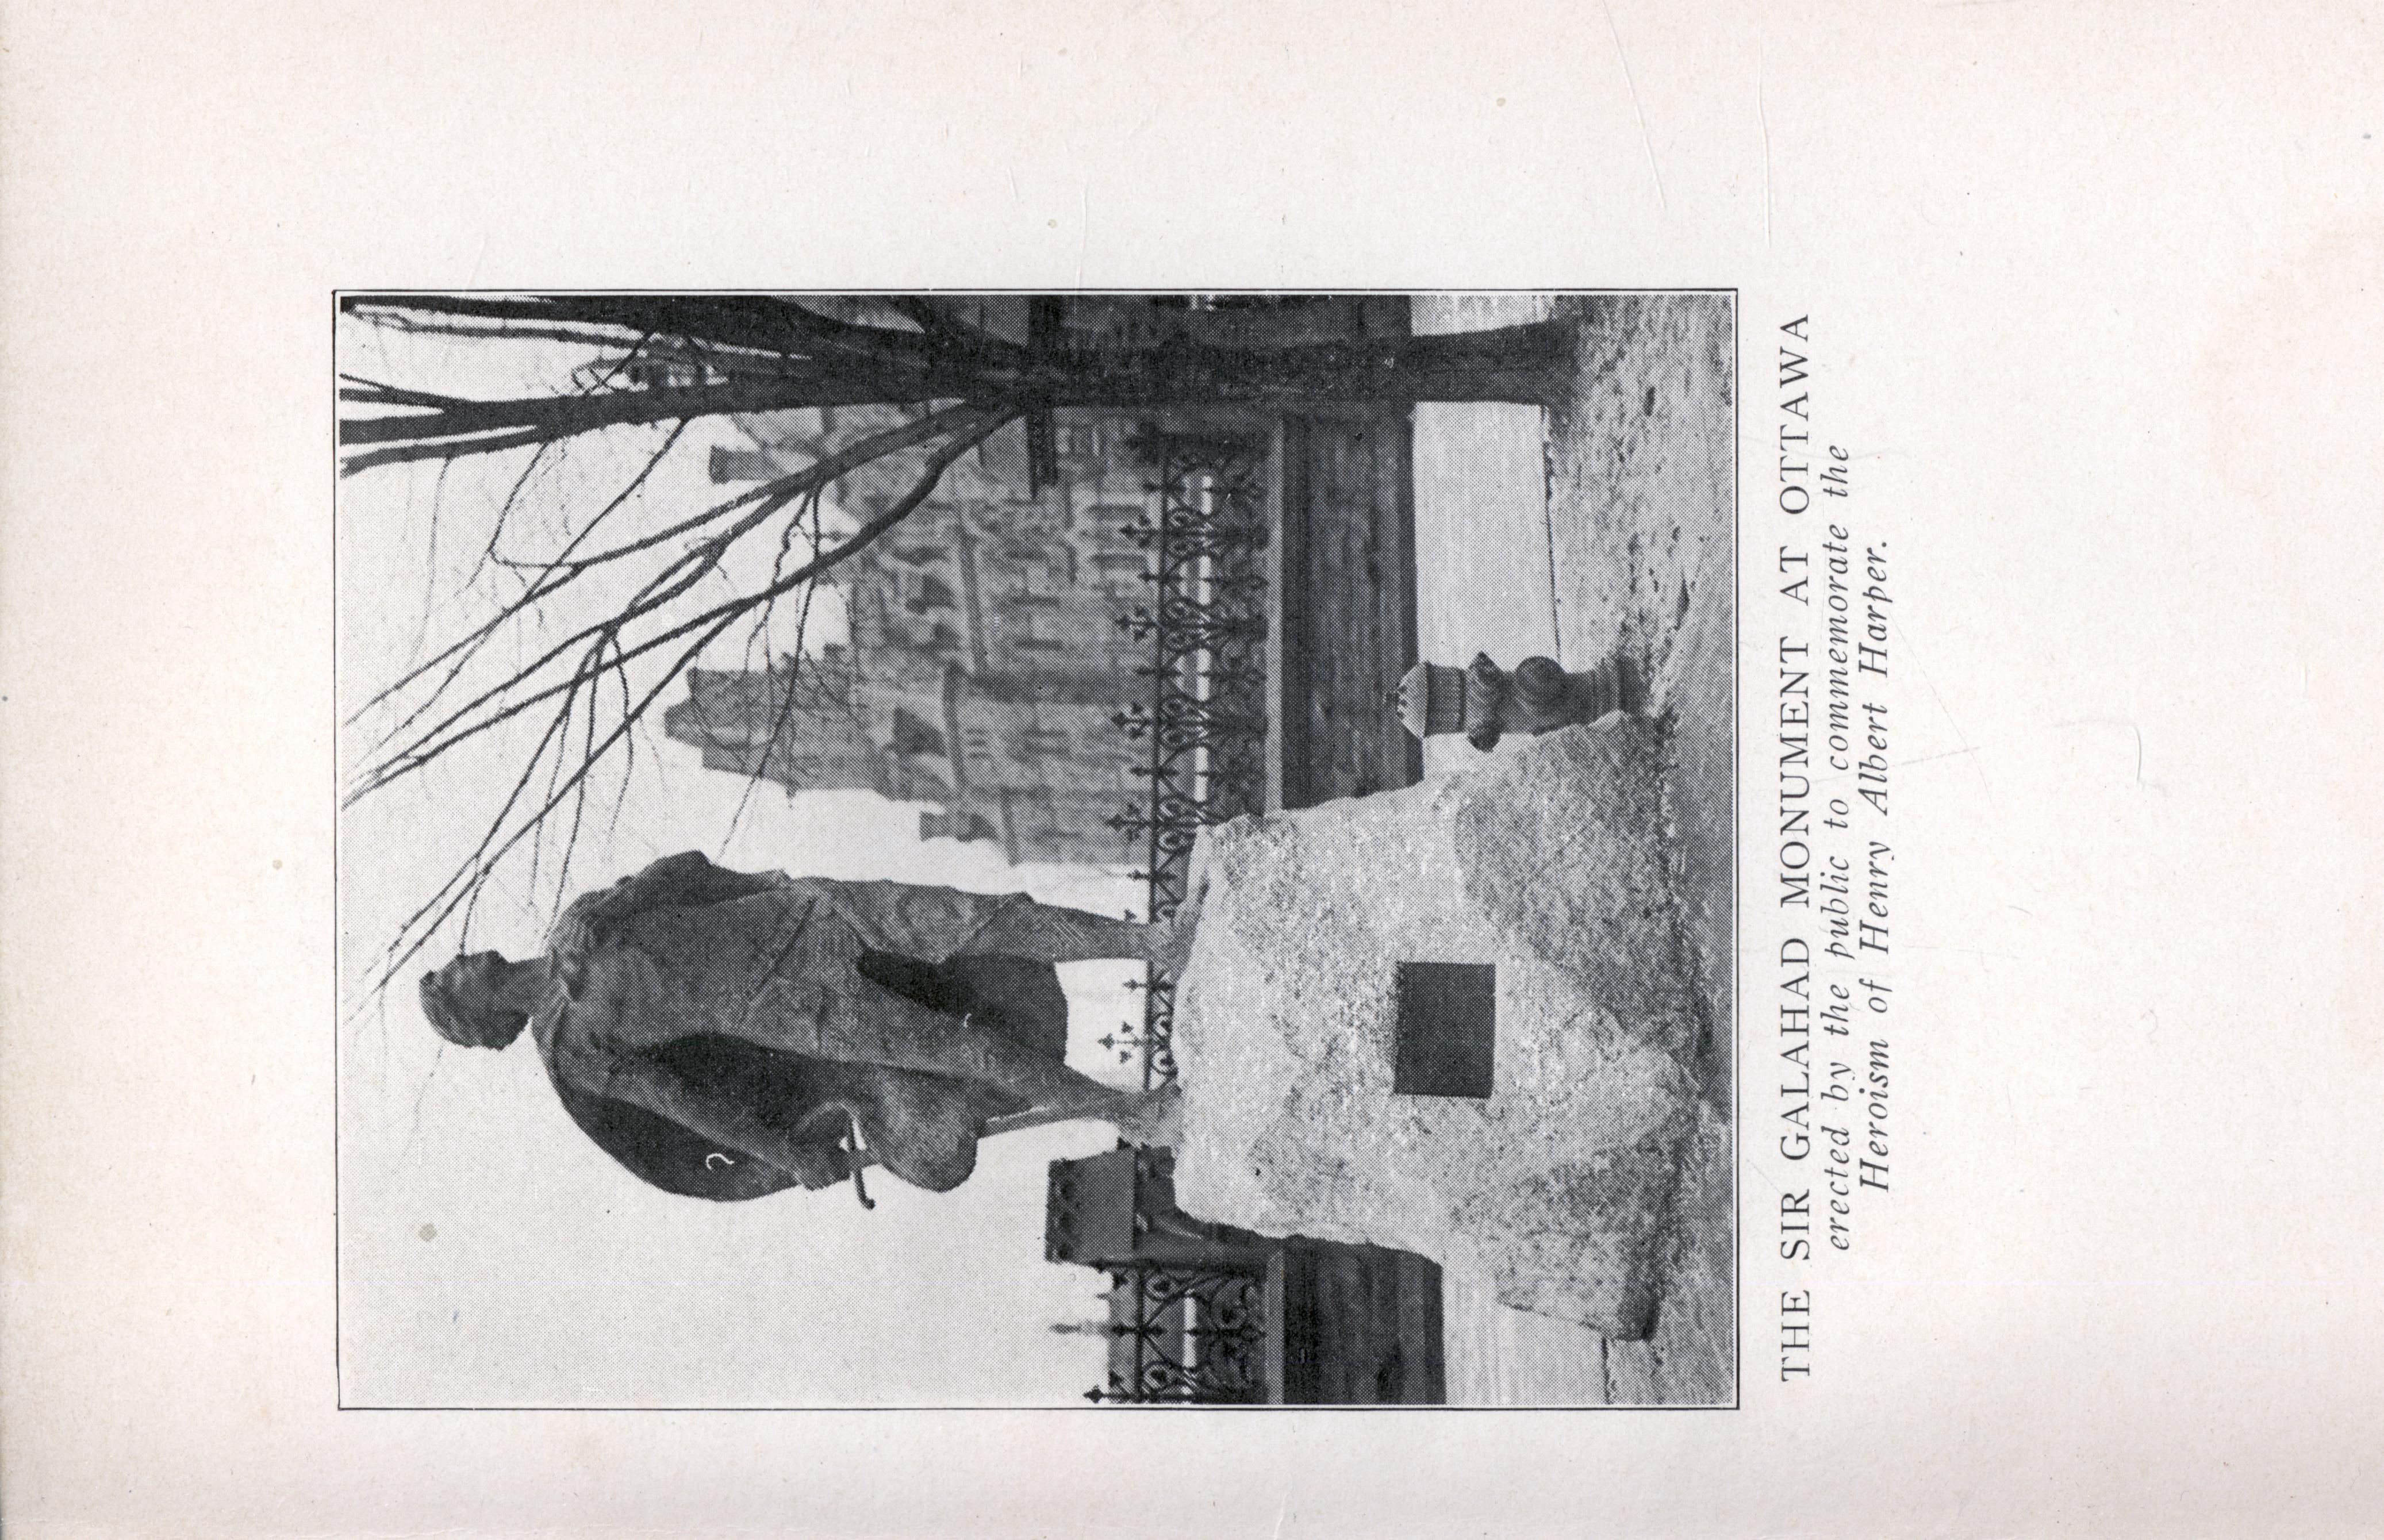 THE SIR GALAHAD MONUMENT AT OTTAWA
erected by the public to commemorate the
Heroism of Henry Albert Harper.